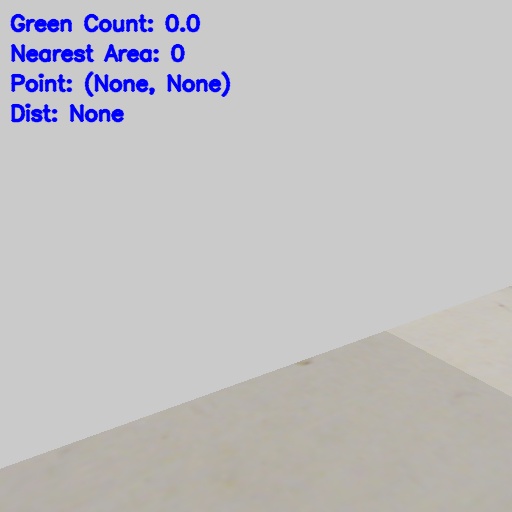 Green Count: 0.0
Nearest Area: 0
Point: (None, None)
Dist: None